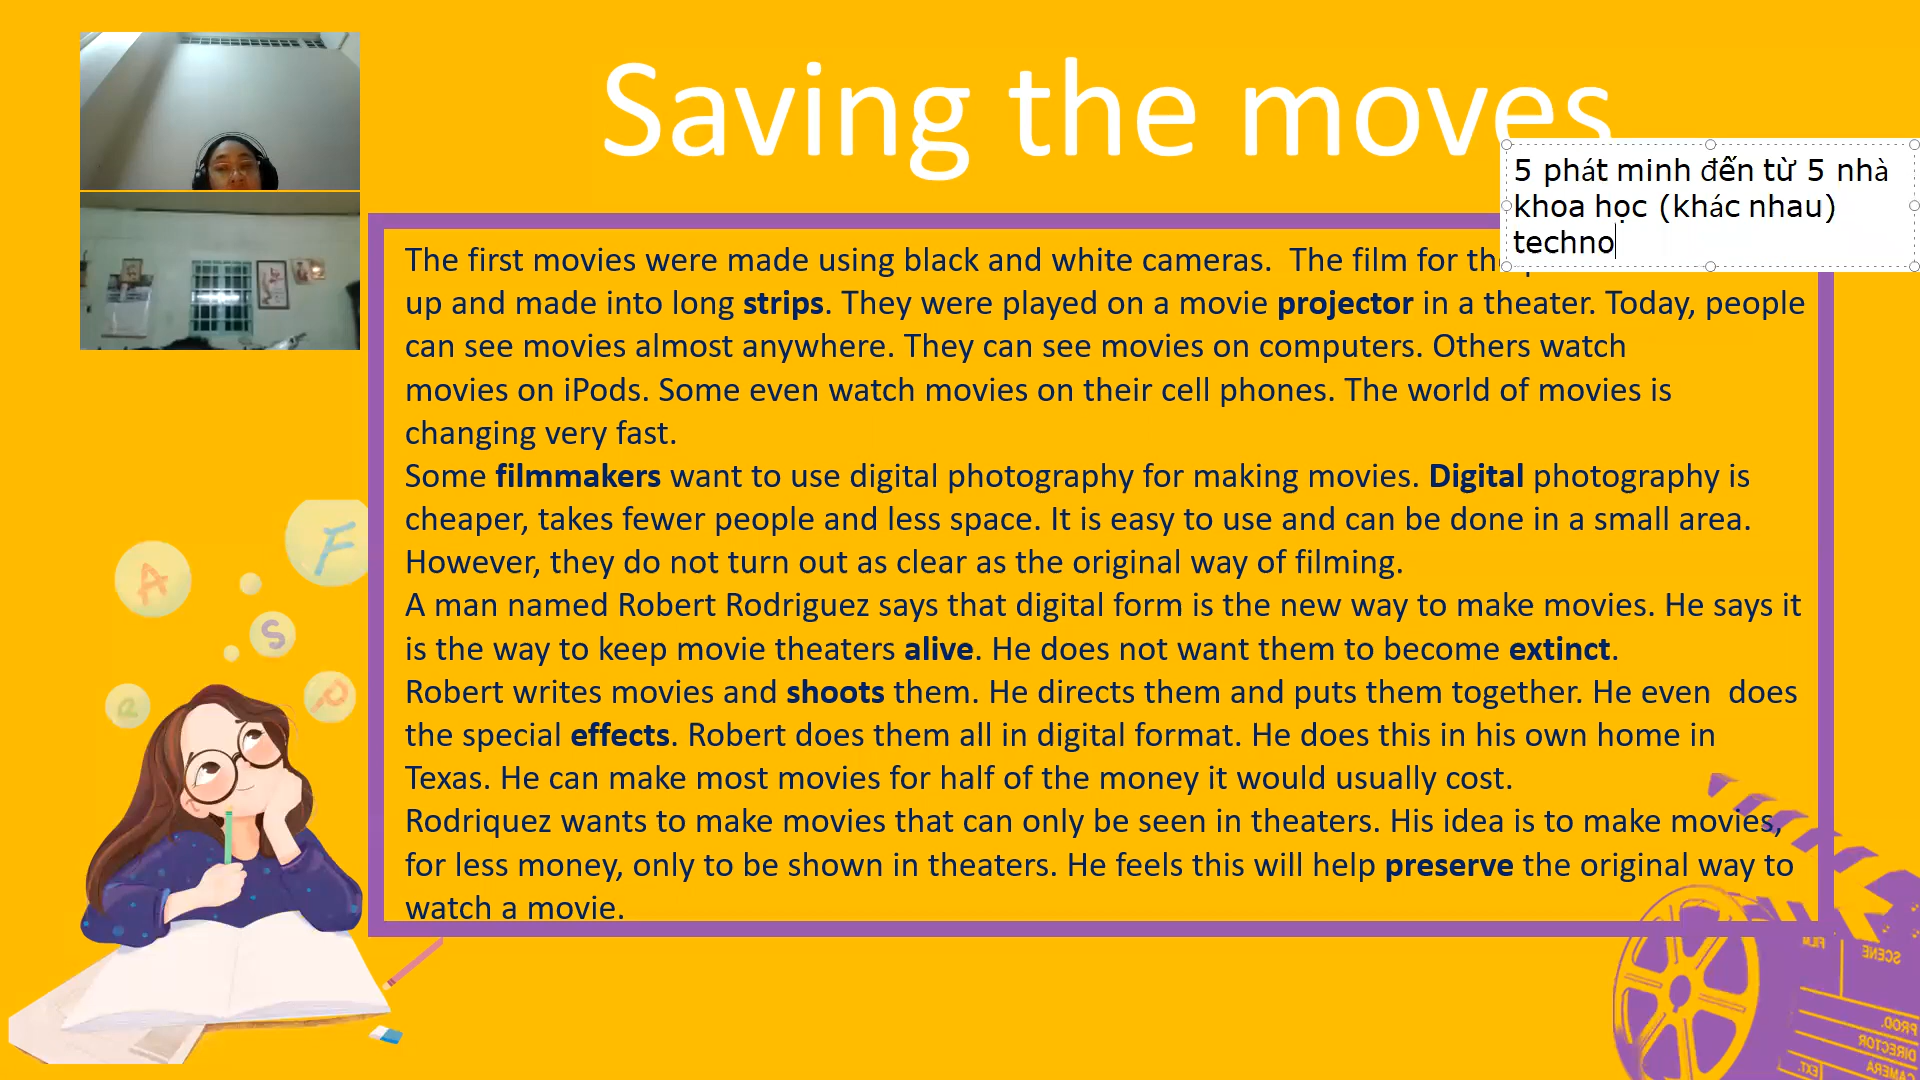 Saving the moves
5 phát minh đến từ 5 nhà
khoa học (khác nhau)
techno
The first movies were made using black and white cameras.  The film for th
up and made into long strips. They were played on a movie projector in a theater. Today, people
can see movies almost anywhere. They can see movies on computers. Others watch
movies on iPods. Some even watch movies on their cell phones. The world of movies is
changing very fast.
Some filmmakers want to use digital photography for making movies. Digital photography is
cheaper, takes fewer people and less space. It is easy to use and can be done in a small area.
However, they do not turn out as clear as the original way of filming.
A man named Robert Rodriguez says that digital form is the new way to make movies. He says it
is the way to keep movie theaters alive. He does not want them to become extinct.
Robert writes movies and shoots them. He directs them and puts them together. He even  does
the special effects. Robert does them all in digital format. He does this in his own home in
Texas. He can make most movies for half of the money it would usually cost.
Rodriquez wants to make movies that can only be seen in theaters. His idea is to make movies,
for less money, only to be shown in theaters. He feels this will help preserve the original way to
watch a movie.
A
F
S
a
p
FILM
SCENE
PROD.
DIRECTOR
CAMERA
EXT.